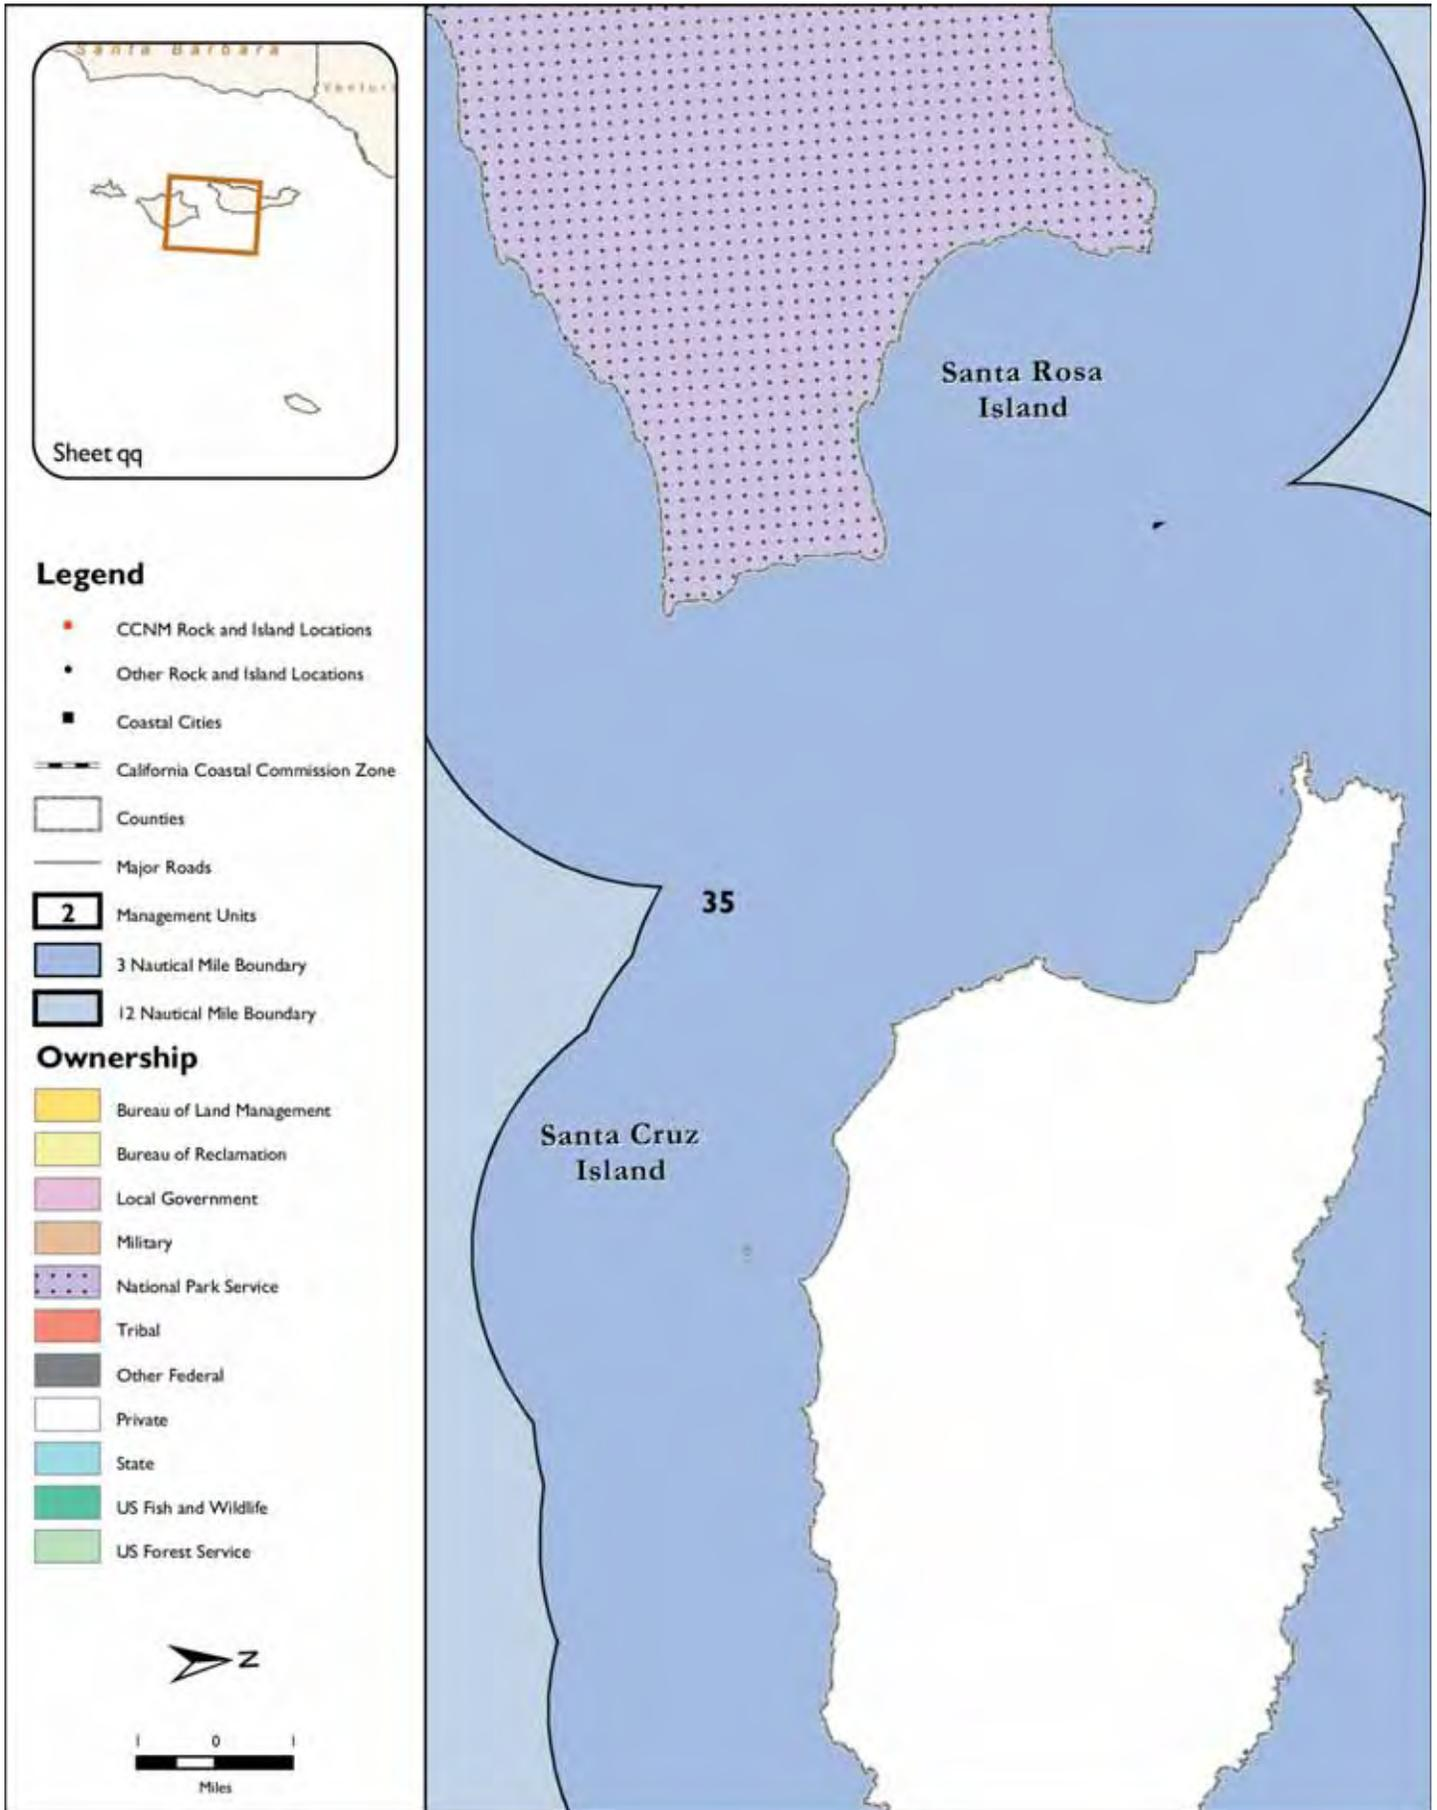 Santa Barbara
Ventur
Sheet qq
Legend
CCNM Rock and Island Locations
Other Rock and Island Locations
Coastal Cities
California Coastal Commission Zone
Counties
Major Roads
2 Management Units
3 Nautical Mile Boundary
12 Nautical Mile Boundary
Ownership
Bureau of Land Management
Bureau of Reclamation
Local Government
Military
National Park Service
Tribal
Other Federal
Private
State
US Fish and Wildlife
US Forest Service
N
1 0 1
Miles
Santa Rosa
Island
35
Santa Cruz
Island